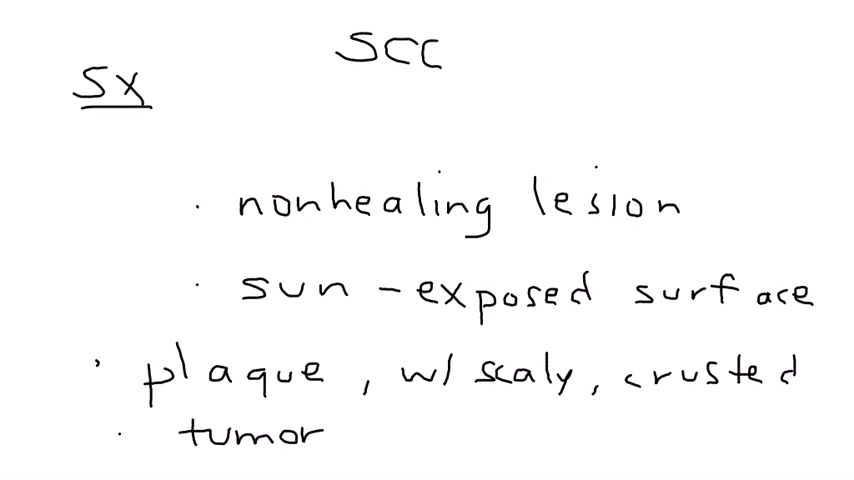 SCC
Sx
· nonhealing lesion
· sun-exposed surface
· plaque, w/ scaly, crusted
· tumor